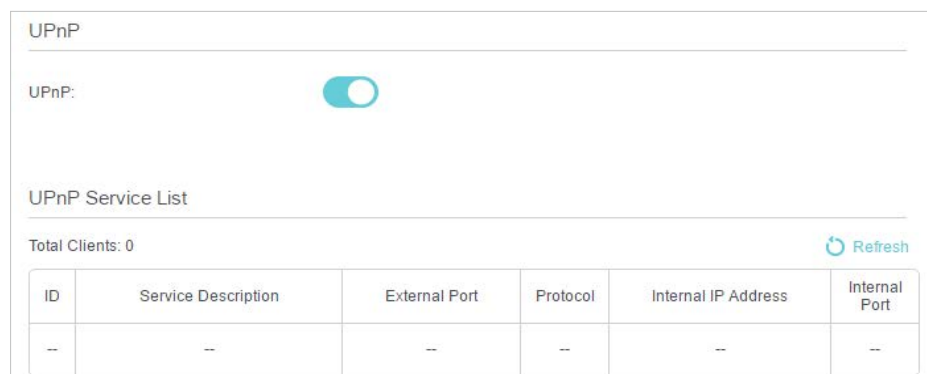 UPnP
UPnP:
UPnP Service List
Total Clients: 0
Refresh
ID Service Description External Port Protocol Internal IP Address Internal Port
-- -- -- -- -- --